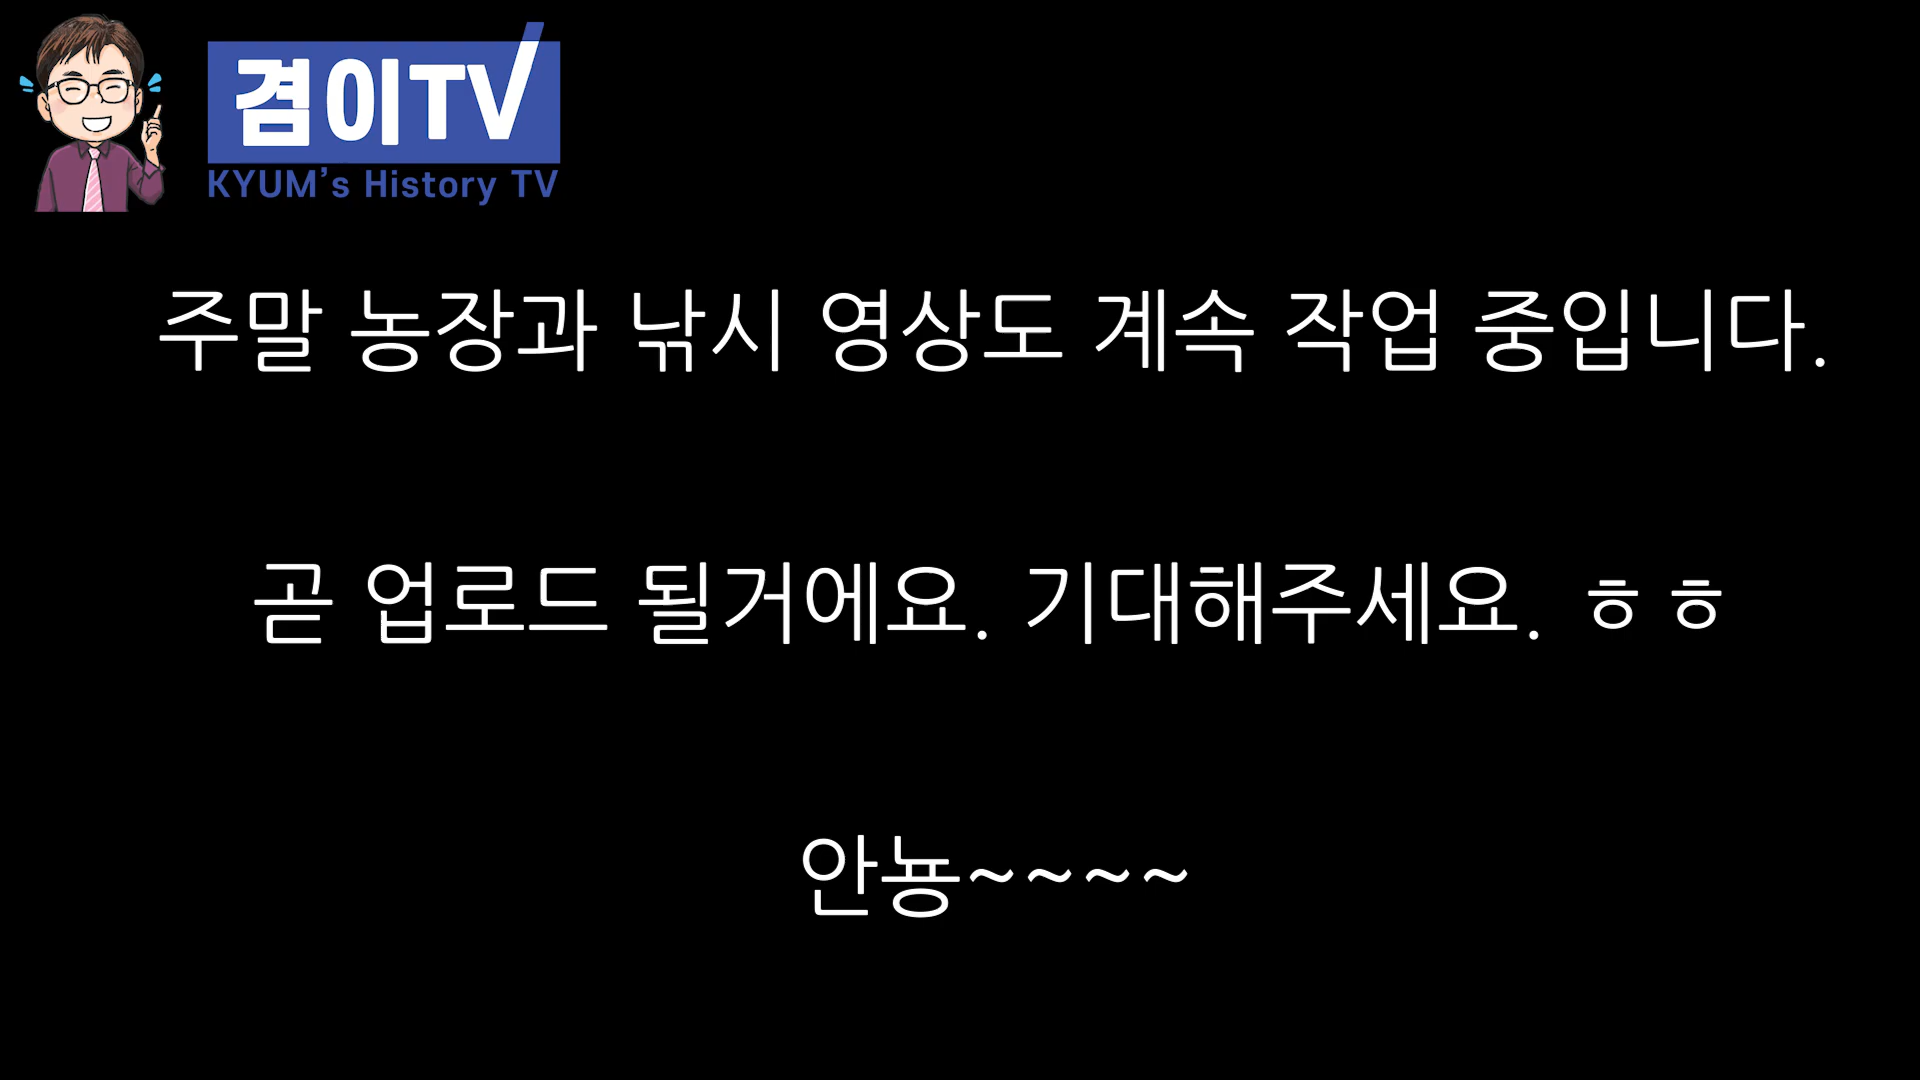 겸이TV
KYUM's History TV
주말 농장과 낚시 영상도 계속 작업 중입니다.
곧 업로드 될거에요. 기대해주세요. ㅎㅎ
안뇽~~~~